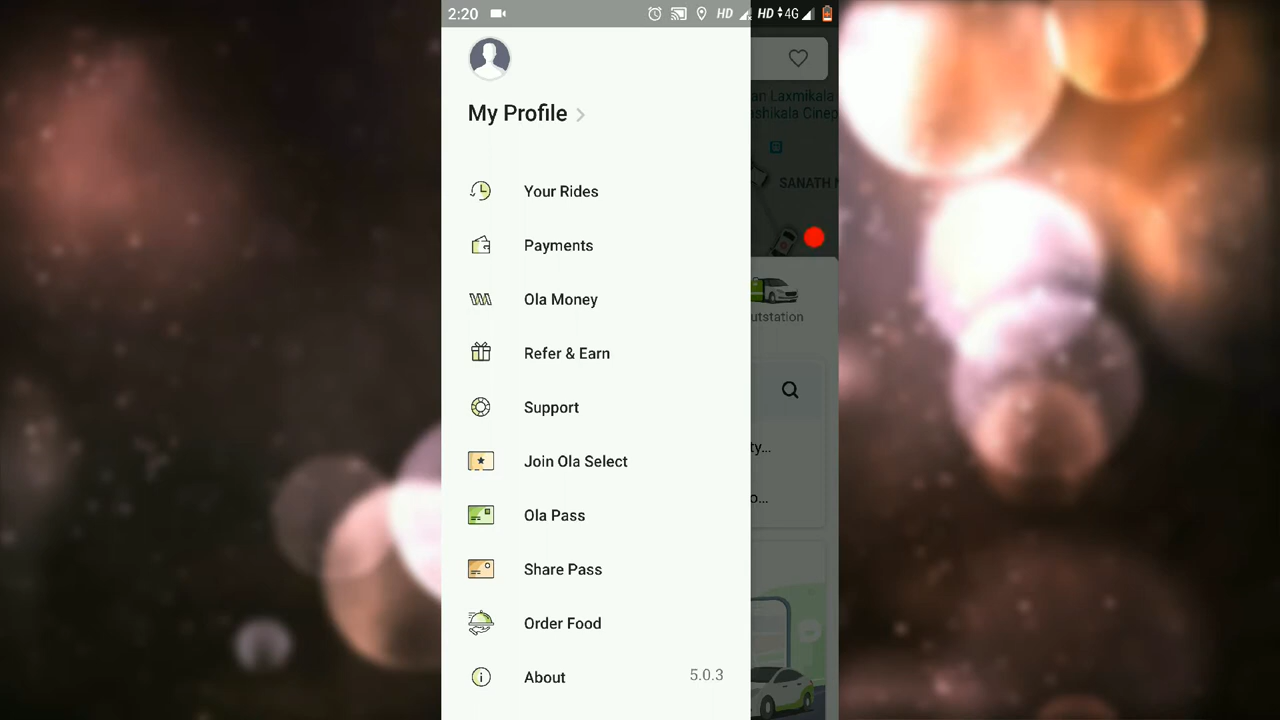 2:20 HD HD 4G
My Profile
Laxmikala
SANATH
Your Rides
Payments
Ola Money
Refer & Earn
Support
Join Ola Select
Ola Pass
Share Pass
Order Food
About 5.0.3